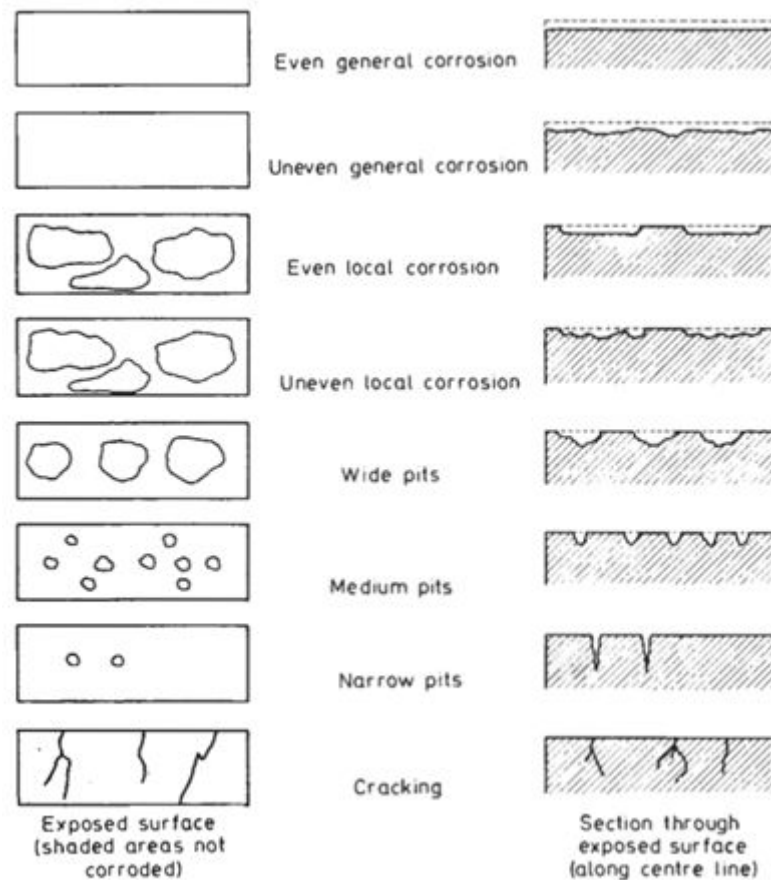 Even general corrosion
Uneven general corrosion
Even local corrosion
Uneven local corrosion
Wide pits
Medium pits
Narrow pits
Cracking
Exposed surface
(shaded areas not
corroded)
Section through
exposed surface
(along centre line)